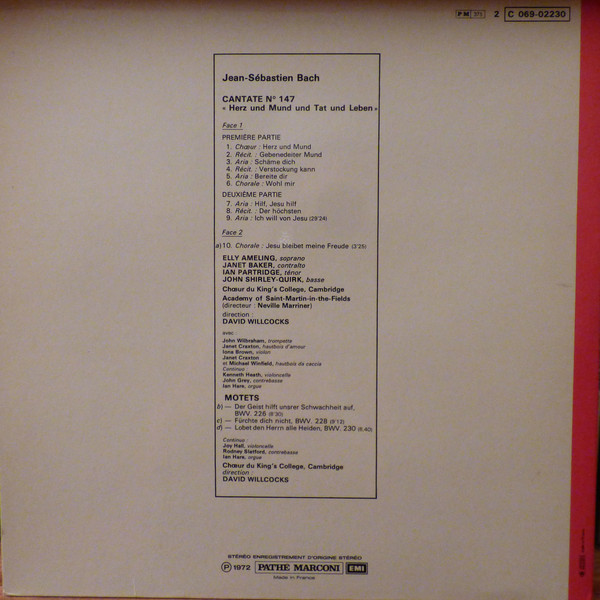 PM 375 2 C 069-02230
Jean-Sébastien Bach
CANTATE N° 147
« Herz und Mund und Tat und Leben »
Face 1
PREMIÈRE PARTIE
1. Chœur : Herz und Mund
2. Récit. : Gebenedeiter Mund
3. Aria : Schäme dich
4. Récit. : Verstockung kann
5. Aria : Bereite dir
6. Chorale : Wohl mir
DEUXIÈME PARTIE
7. Aria : Hilf, Jesu hilf
8. Récit. : Der höchsten
9. Aria : Ich will von Jesu (29'24)
Face 2
a) 10. Chorale : Jesu bleibet meine Freude (3'25)
ELLY AMELING, soprano
JANET BAKER, contralto
IAN PARTRIDGE, ténor
JOHN SHIRLEY-QUIRK, basse
Chœur du King's College, Cambridge
Academy of Saint-Martin-in-the-Fields
(directeur : Neville Marriner)
direction :
DAVID WILLCOCKS
avec :
John Wilbraham, trompette
Janet Craxton, hautbois d'amour
Iona Brown, violon
Janet Craxton
et Michael Winfield, hautbois da caccia
Continuo
Kenneth Heath, violoncelle
John Grey, contrebasse
Ian Hare, orgue
MOTETS
b) — Der Geist hilft unsrer Schwachheit auf,
BWV. 226 (8'30)
c) — Fürchte dich nicht, BWV. 228 (9'13)
d) — Lobet den Herrn alle Heiden, BWV. 230 (6:40)
Continuo :
Joy Hall, violoncelle
Rodney Slatford, contrebasse
Ian Hare, orgue
Chœur du King's College, Cambridge
direction :
DAVID WILLCOCKS
STÉRÉO ENREGISTREMENT D'ORIGINE STÉRÉO
Ⓟ 1972 PATHÉ MARCONI EMI
Made in France